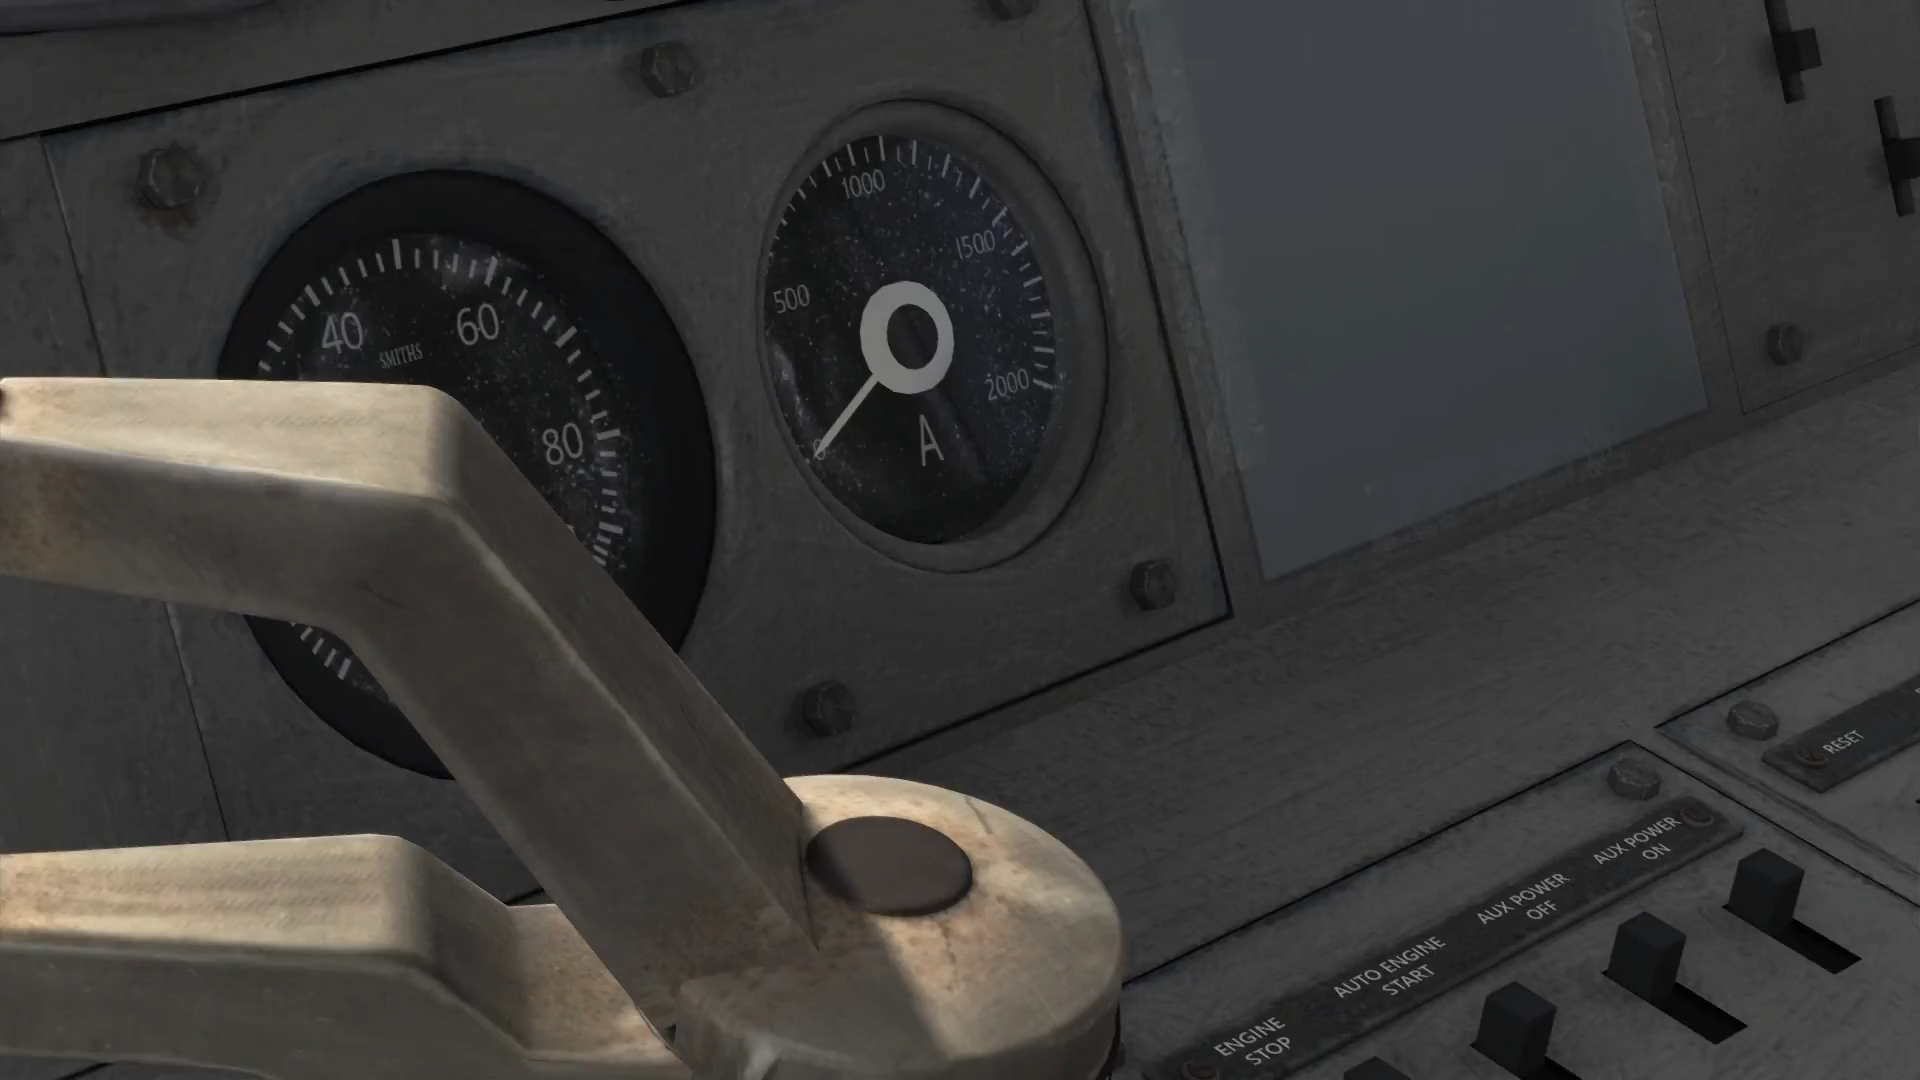 40
60
SMITHS
80
500
1000
1500
2000
0
A
RESET
AUX POWER
ON
AUX POWER
OFF
AUTO ENGINE
START
ENGINE
STOP